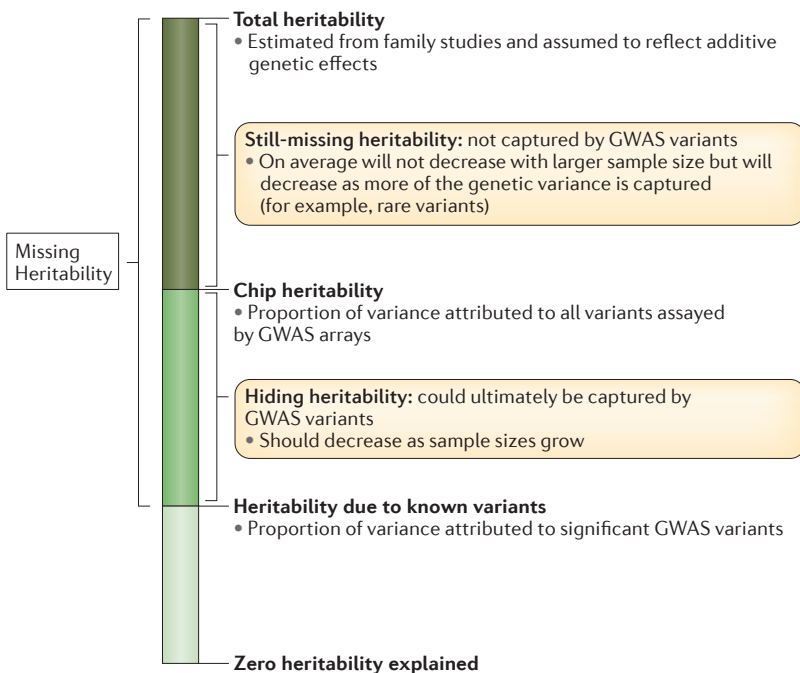 Total heritability
• Estimated from family studies and assumed to reflect additive
genetic effects
Still-missing heritability: not captured by GWAS variants
• On average will not decrease with larger sample size but will
decrease as more of the genetic variance is captured
(for example, rare variants)
Missing
Heritability
Chip heritability
• Proportion of variance attributed to all variants assayed
by GWAS arrays
Hiding heritability: could ultimately be captured by
GWAS variants
• Should decrease as sample sizes grow
Heritability due to known variants
• Proportion of variance attributed to significant GWAS variants
Zero heritability explained